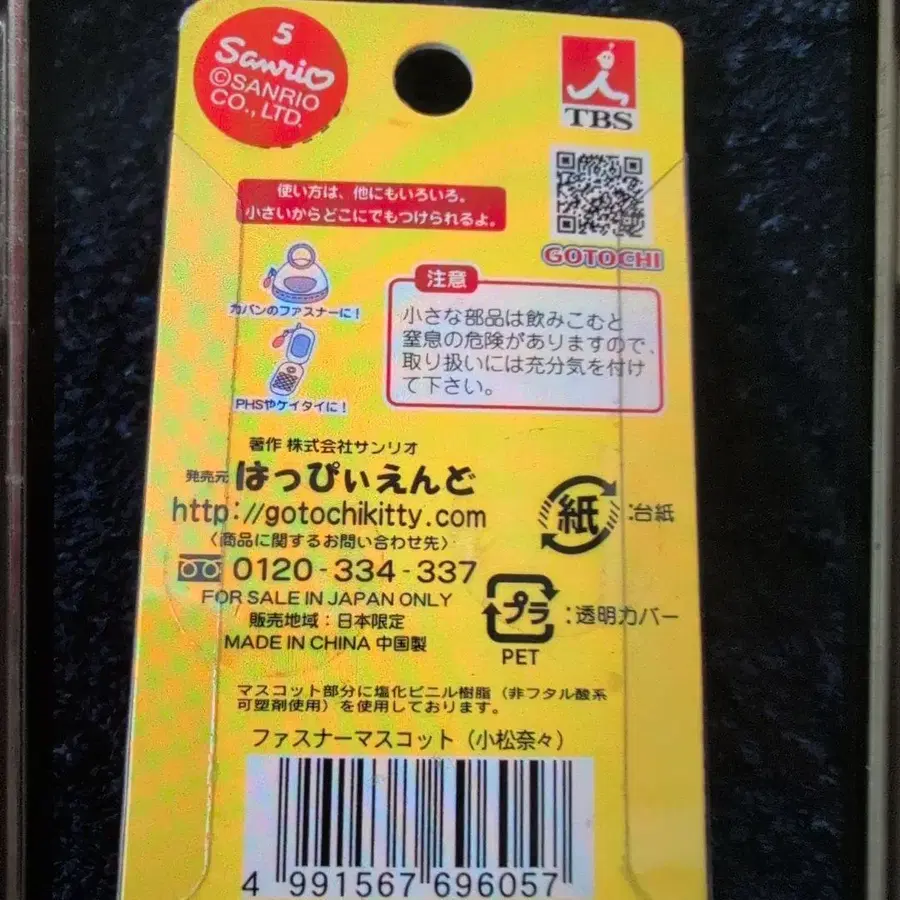 5
Sanrio
©SANRIO
CO., LTD.
TBS
使い方は、他にもいろいろ。
小さいからどこにでもつけられるよ。
GOTOCHI
カバンのファスナーに!
PHSやケイタイに!
注意
小さな部品は飲みこむと
窒息の危険がありますので、
取り扱いには充分気を付け
て下さい。
著作 株式会社サンリオ
発売元 はっぴぃえんど
http://gotochikitty.com
〈商品に関するお問い合わせ先〉
0120-334-337
FOR SALE IN JAPAN ONLY
販売地域:日本限定
MADE IN CHINA 中国製
紙 :台紙
プラ :透明カバー
PET
マスコット部分に塩化ビニル樹脂（非フタル酸系
可塑剤使用）を使用しております。
ファスナーマスコット（小松奈々）
4 991567 696057